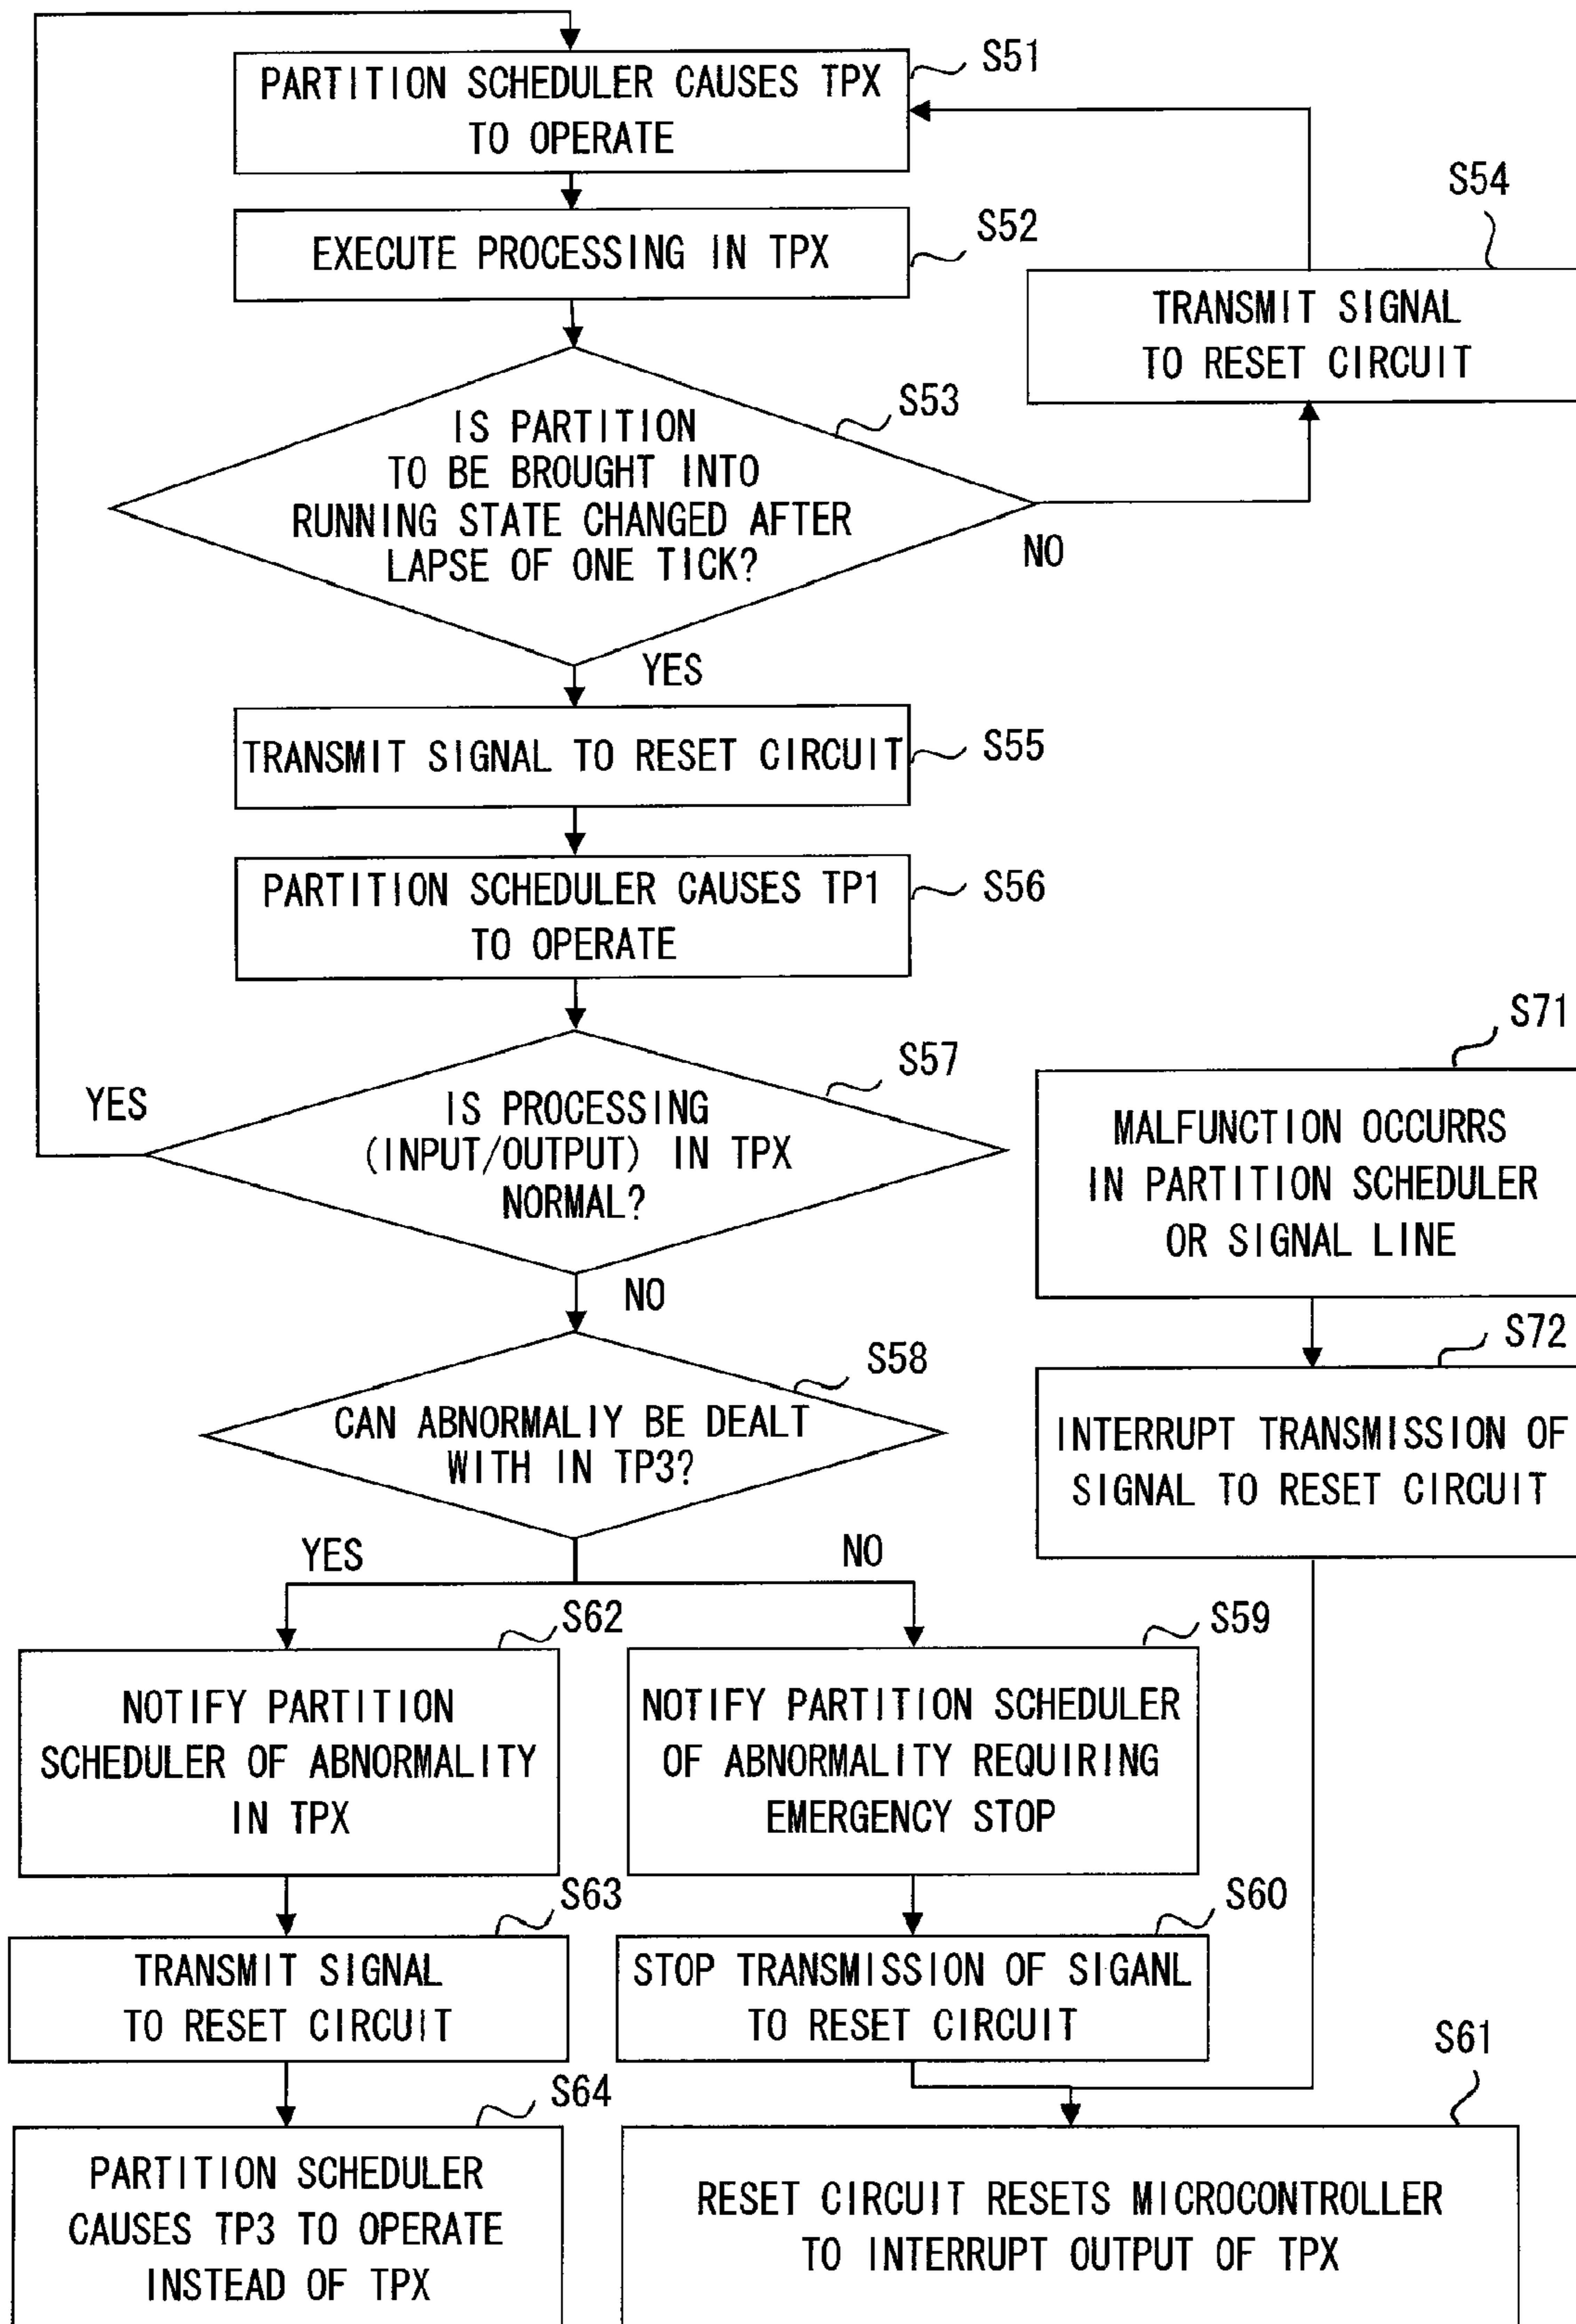 PARTITION SCHEDULER CAUSES TPX
TO OPERATE
S51
EXECUTE PROCESSING IN TPX
S52
S54
TRANSMIT SIGNAL
TO RESET CIRCUIT
IS PARTITION
TO BE BROUGHT INTO
RUNNING STATE CHANGED AFTER
LAPSE OF ONE TICK?
S53
NO
YES
TRANSMIT SIGNAL TO RESET CIRCUIT
S55
PARTITION SCHEDULER CAUSES TP1
TO OPERATE
S56
YES
IS PROCESSING
(INPUT/OUTPUT) IN TPX
NORMAL?
S57
NO
S71
MALFUNCTION OCCURRS
IN PARTITION SCHEDULER
OR SIGNAL LINE
S72
INTERRUPT TRANSMISSION OF
SIGNAL TO RESET CIRCUIT
CAN ABNORMALIY BE DEALT
WITH IN TP3?
S58
YES
NO
S62
NOTIFY PARTITION
SCHEDULER OF ABNORMALITY
IN TPX
S59
NOTIFY PARTITION SCHEDULER
OF ABNORMALITY REQUIRING
EMERGENCY STOP
S63
TRANSMIT SIGNAL
TO RESET CIRCUIT
S60
STOP TRANSMISSION OF SIGANL
TO RESET CIRCUIT
S64
PARTITION SCHEDULER
CAUSES TP3 TO OPERATE
INSTEAD OF TPX
S61
RESET CIRCUIT RESETS MICROCONTROLLER
TO INTERRUPT OUTPUT OF TPX